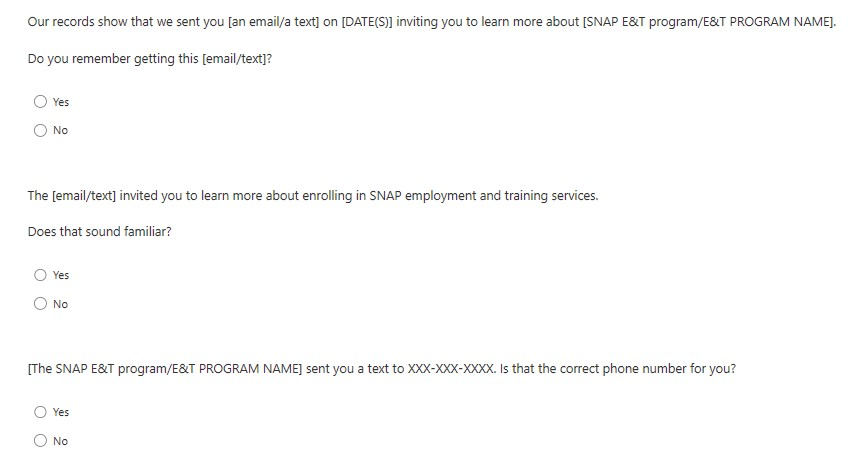 Our records show that we sent you [an email/a text] on [DATE(S)] inviting you to learn more about [SNAP E&T program/E&T PROGRAM NAME].
Do you remember getting this [email/text]?
Yes
No
The [email/text] invited you to learn more about enrolling in SNAP employment and training services.
Does that sound familiar?
Yes
No
[The SNAP E&T program/E&T PROGRAM NAME] sent you a text to XXX-XXX-XXXX. Is that the correct phone number for you?
Yes
No